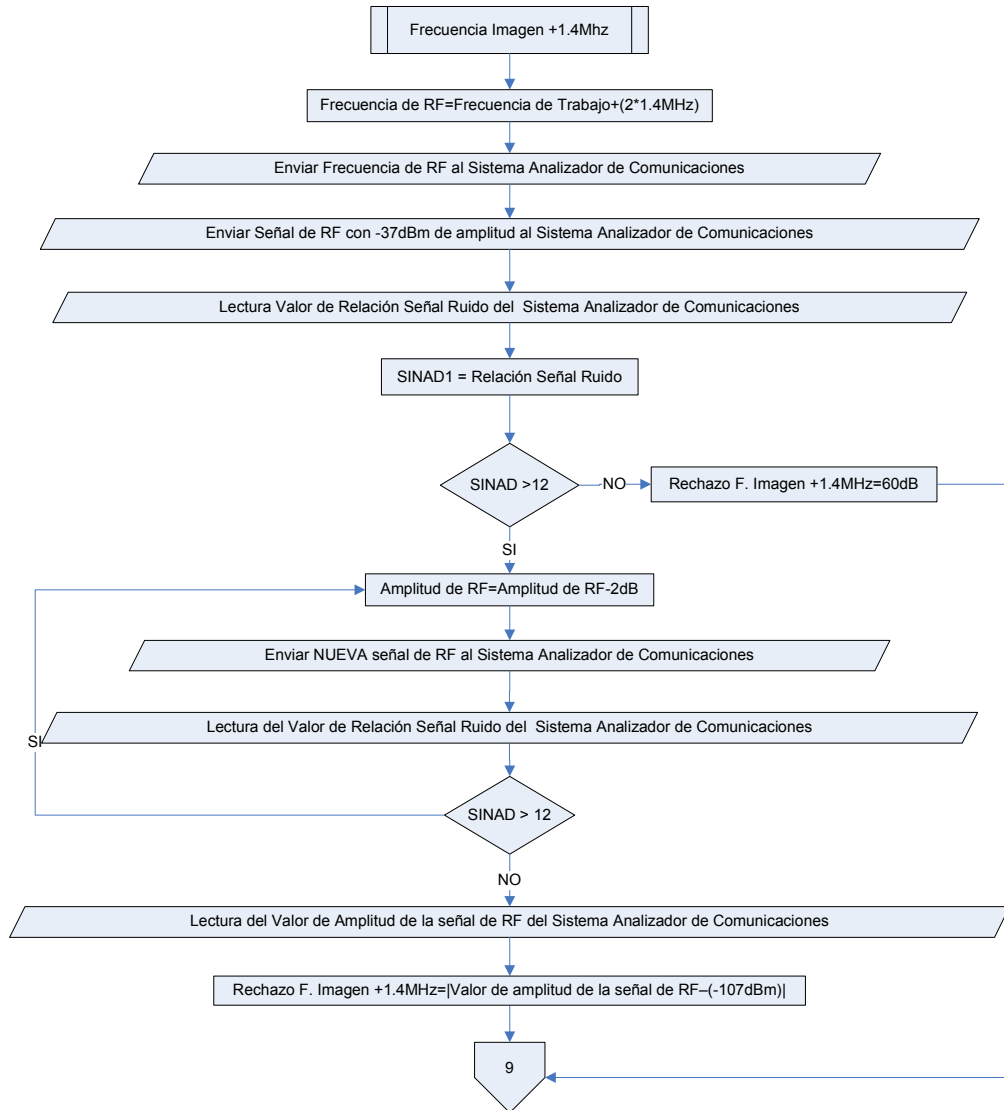 Frecuencia Imagen +1.4Mhz
Frecuencia de RF=Frecuencia de Trabajo+(2*1.4MHz)
Enviar Frecuencia de RF al Sistema Analizador de Comunicaciones
Enviar Señal de RF con -37dBm de amplitud al Sistema Analizador de Comunicaciones
Lectura Valor de Relación Señal Ruido del Sistema Analizador de Comunicaciones
SINAD1 = Relación Señal Ruido
SINAD >12
NO
Rechazo F. Imagen +1.4MHz=60dB
SI
Amplitud de RF=Amplitud de RF-2dB
Enviar NUEVA señal de RF al Sistema Analizador de Comunicaciones
Lectura del Valor de Relación Señal Ruido del Sistema Analizador de Comunicaciones
SI
SINAD > 12
NO
Lectura del Valor de Amplitud de la señal de RF del Sistema Analizador de Comunicaciones
Rechazo F. Imagen +1.4MHz=|Valor de amplitud de la señal de RF–(-107dBm)|
9